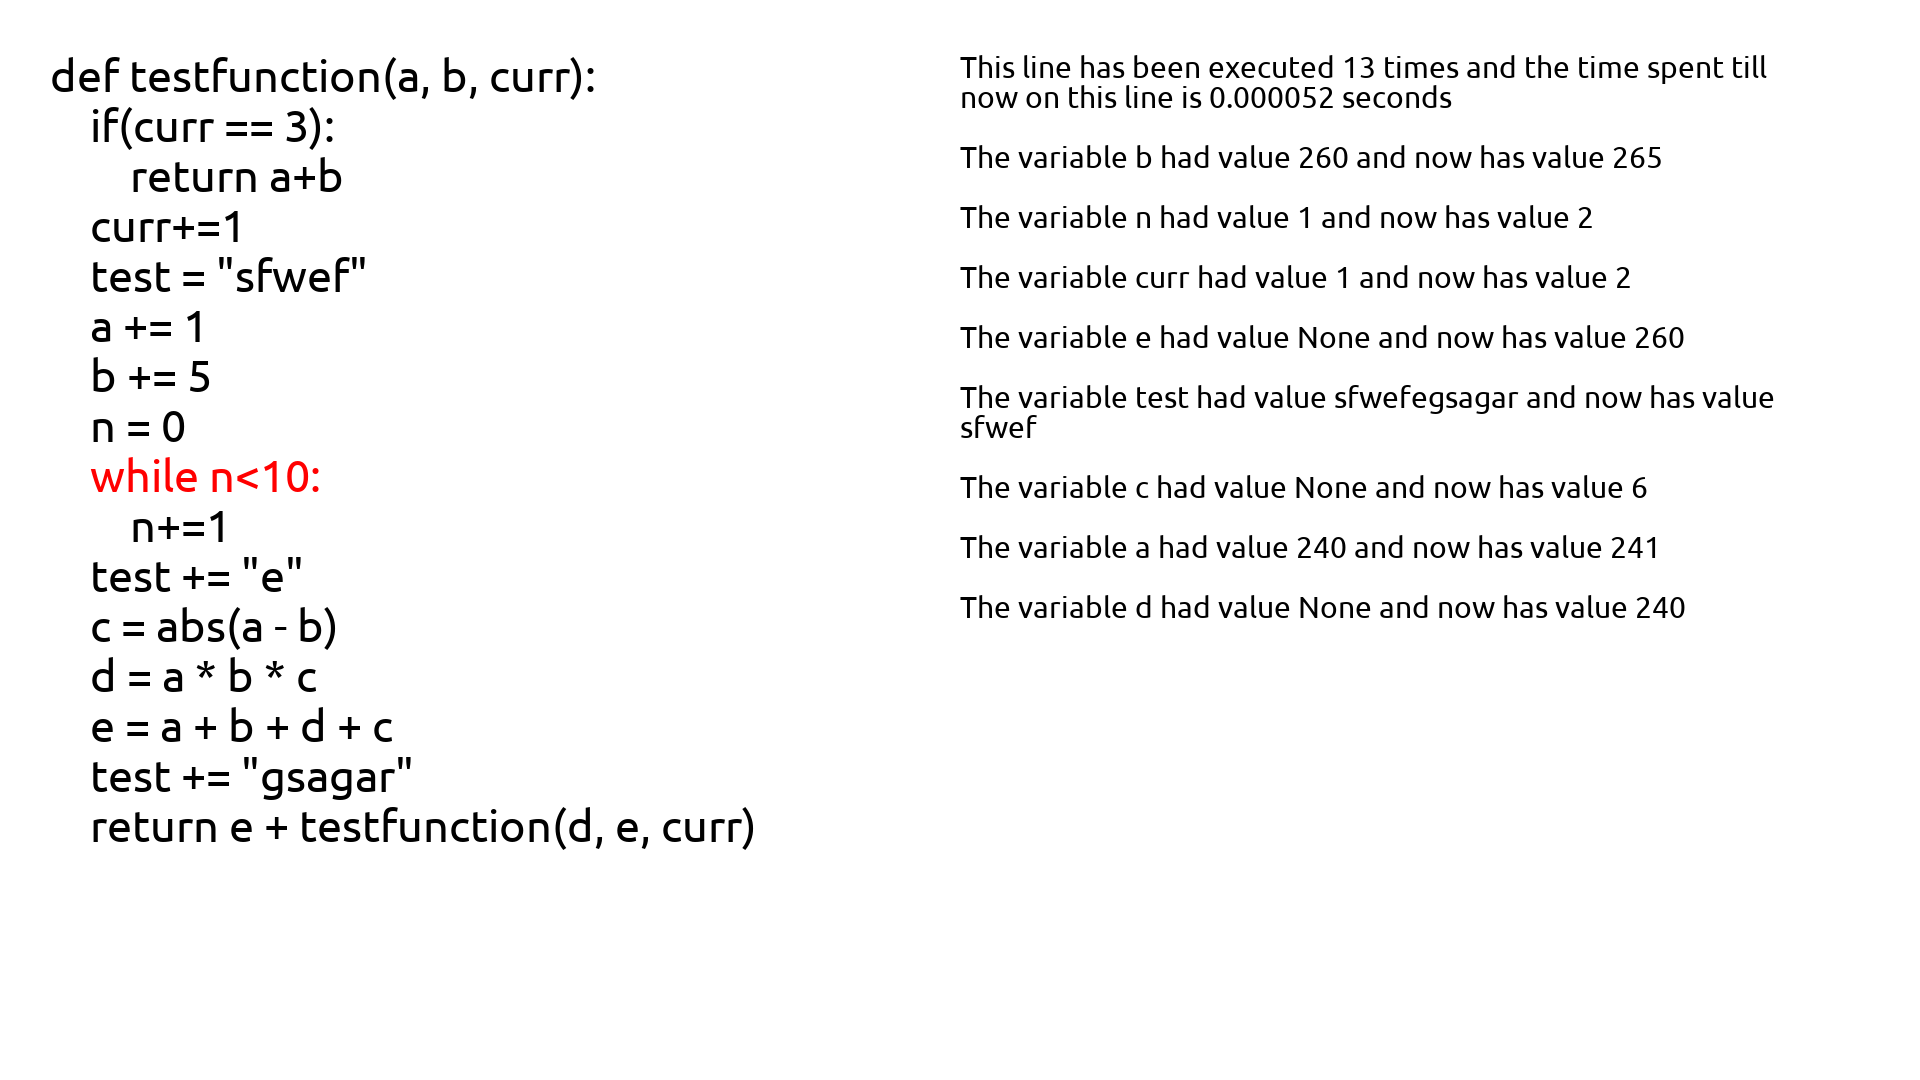 def testfunction(a, b, curr):
if(curr == 3):
return a+b
curr+=1
test = "sfwef"
a += 1
b += 5
n = 0
while n<10:
n+=1
test += "e"
c = abs(a - b)
d = a * b * c
e = a + b + d + c
test += "gsagar"
return e + testfunction(d, e, curr)
This line has been executed 13 times and the time spent till
now on this line is 0.000052 seconds
The variable b had value 260 and now has value 265
The variable n had value 1 and now has value 2
The variable curr had value 1 and now has value 2
The variable e had value None and now has value 260
The variable test had value sfwefegsagar and now has value
sfwef
The variable c had value None and now has value 6
The variable a had value 240 and now has value 241
The variable d had value None and now has value 240